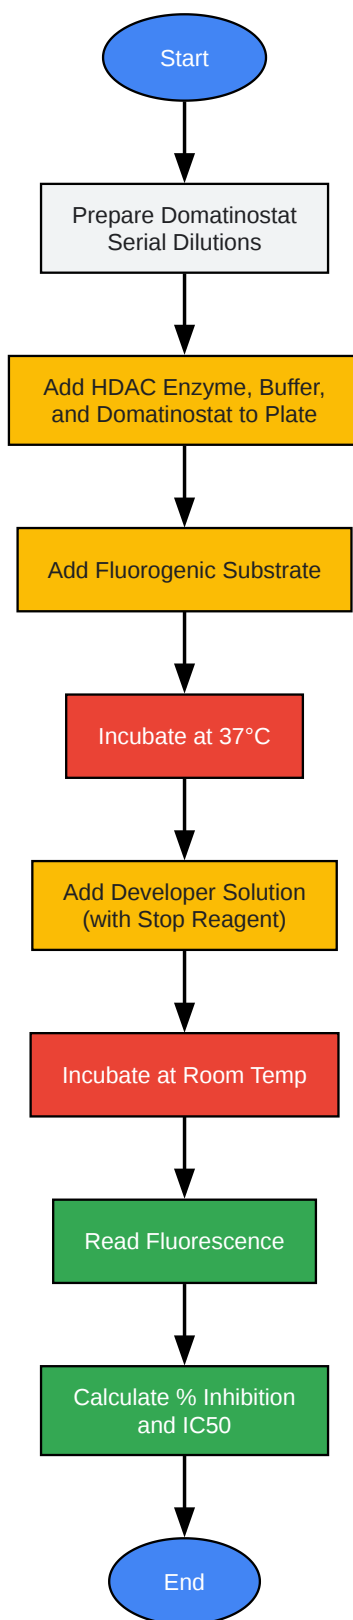 Start
Prepare Domatinostat
Serial Dilutions
Add HDAC Enzyme, Buffer,
and Domatinostat to Plate
Add Fluorogenic Substrate
Incubate at 37°C
Add Developer Solution
(with Stop Reagent)
Incubate at Room Temp
Read Fluorescence
Calculate % Inhibition
and IC50
End